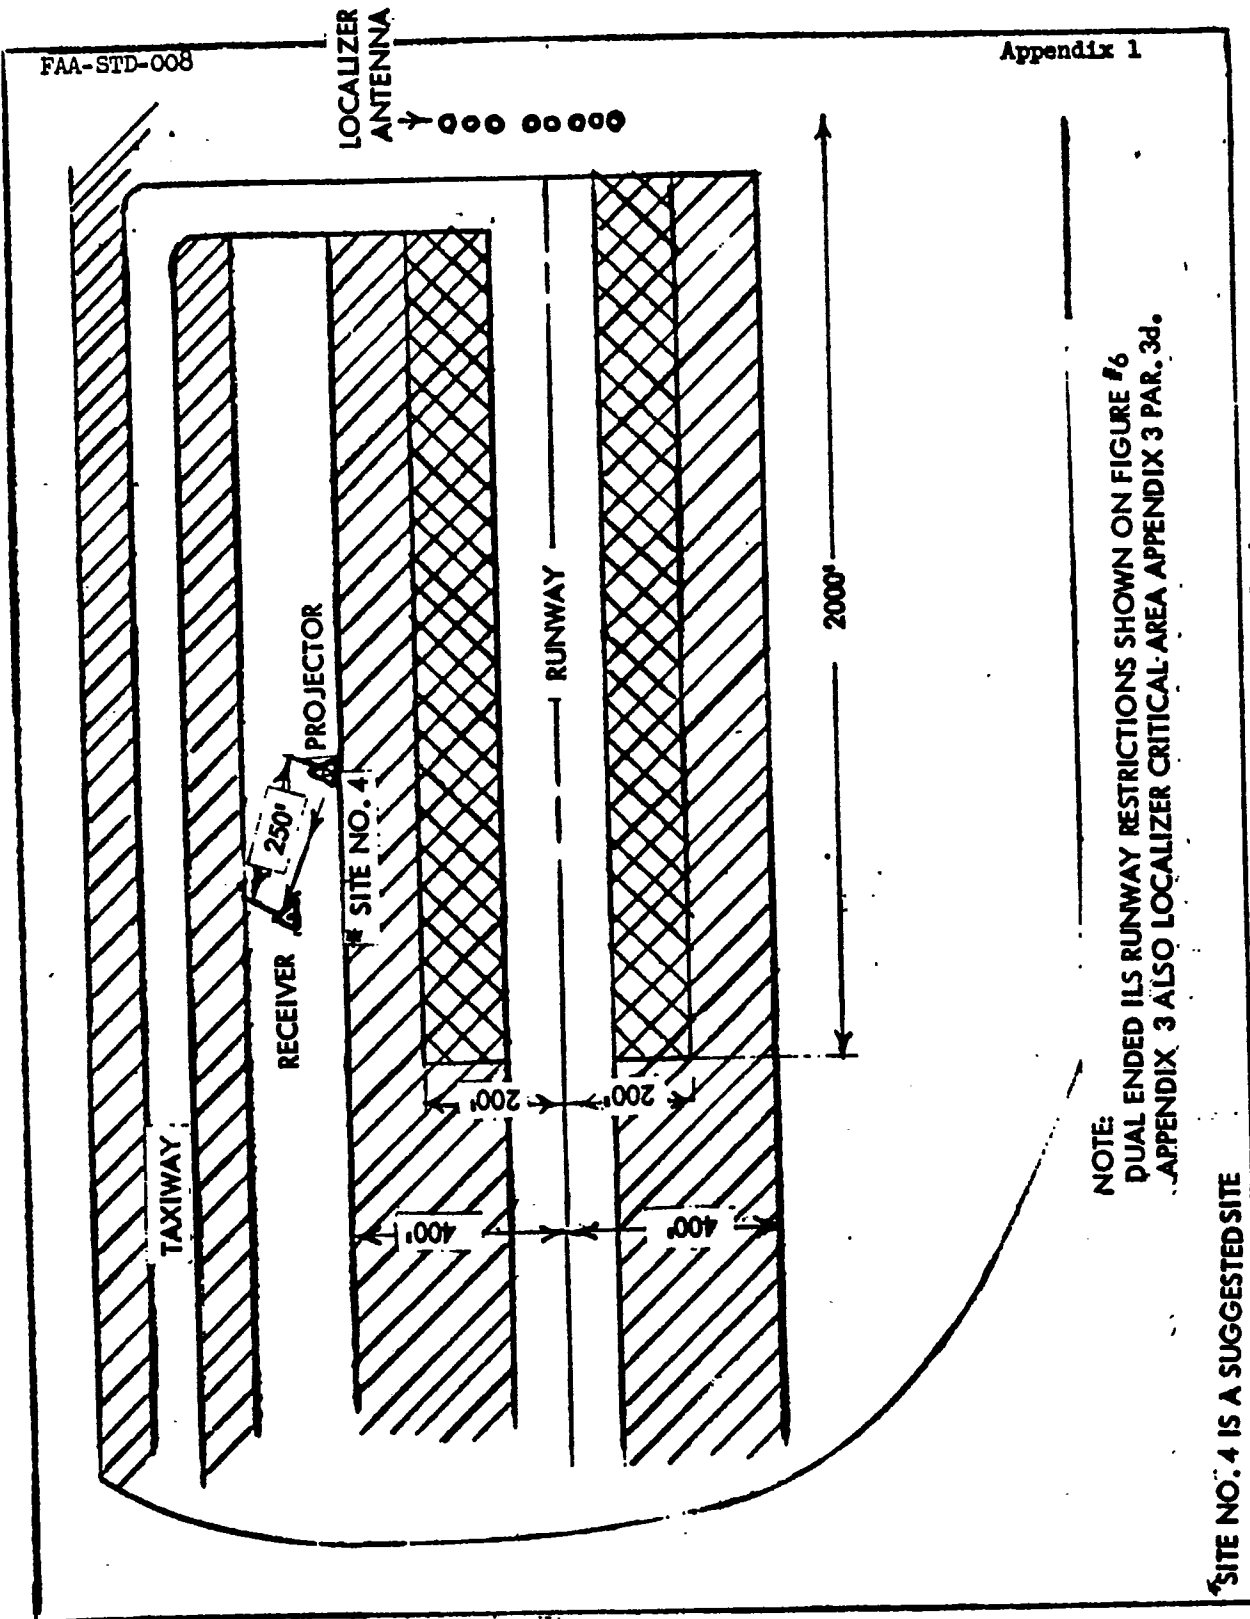 FAA-STD-008
Appendix 1
LOCALIZER
ANTENNA
TAXIWAY
RECEIVER
250'
PROJECTOR
* SITE NO. 4
RUNWAY
200'
200'
400'
400'
2000'
NOTE:
DUAL ENDED ILS RUNWAY RESTRICTIONS SHOWN ON FIGURE #6
APPENDIX 3 ALSO LOCALIZER CRITICAL AREA APPENDIX 3 PAR. 3d.
*SITE NO. 4 IS A SUGGESTED SITE